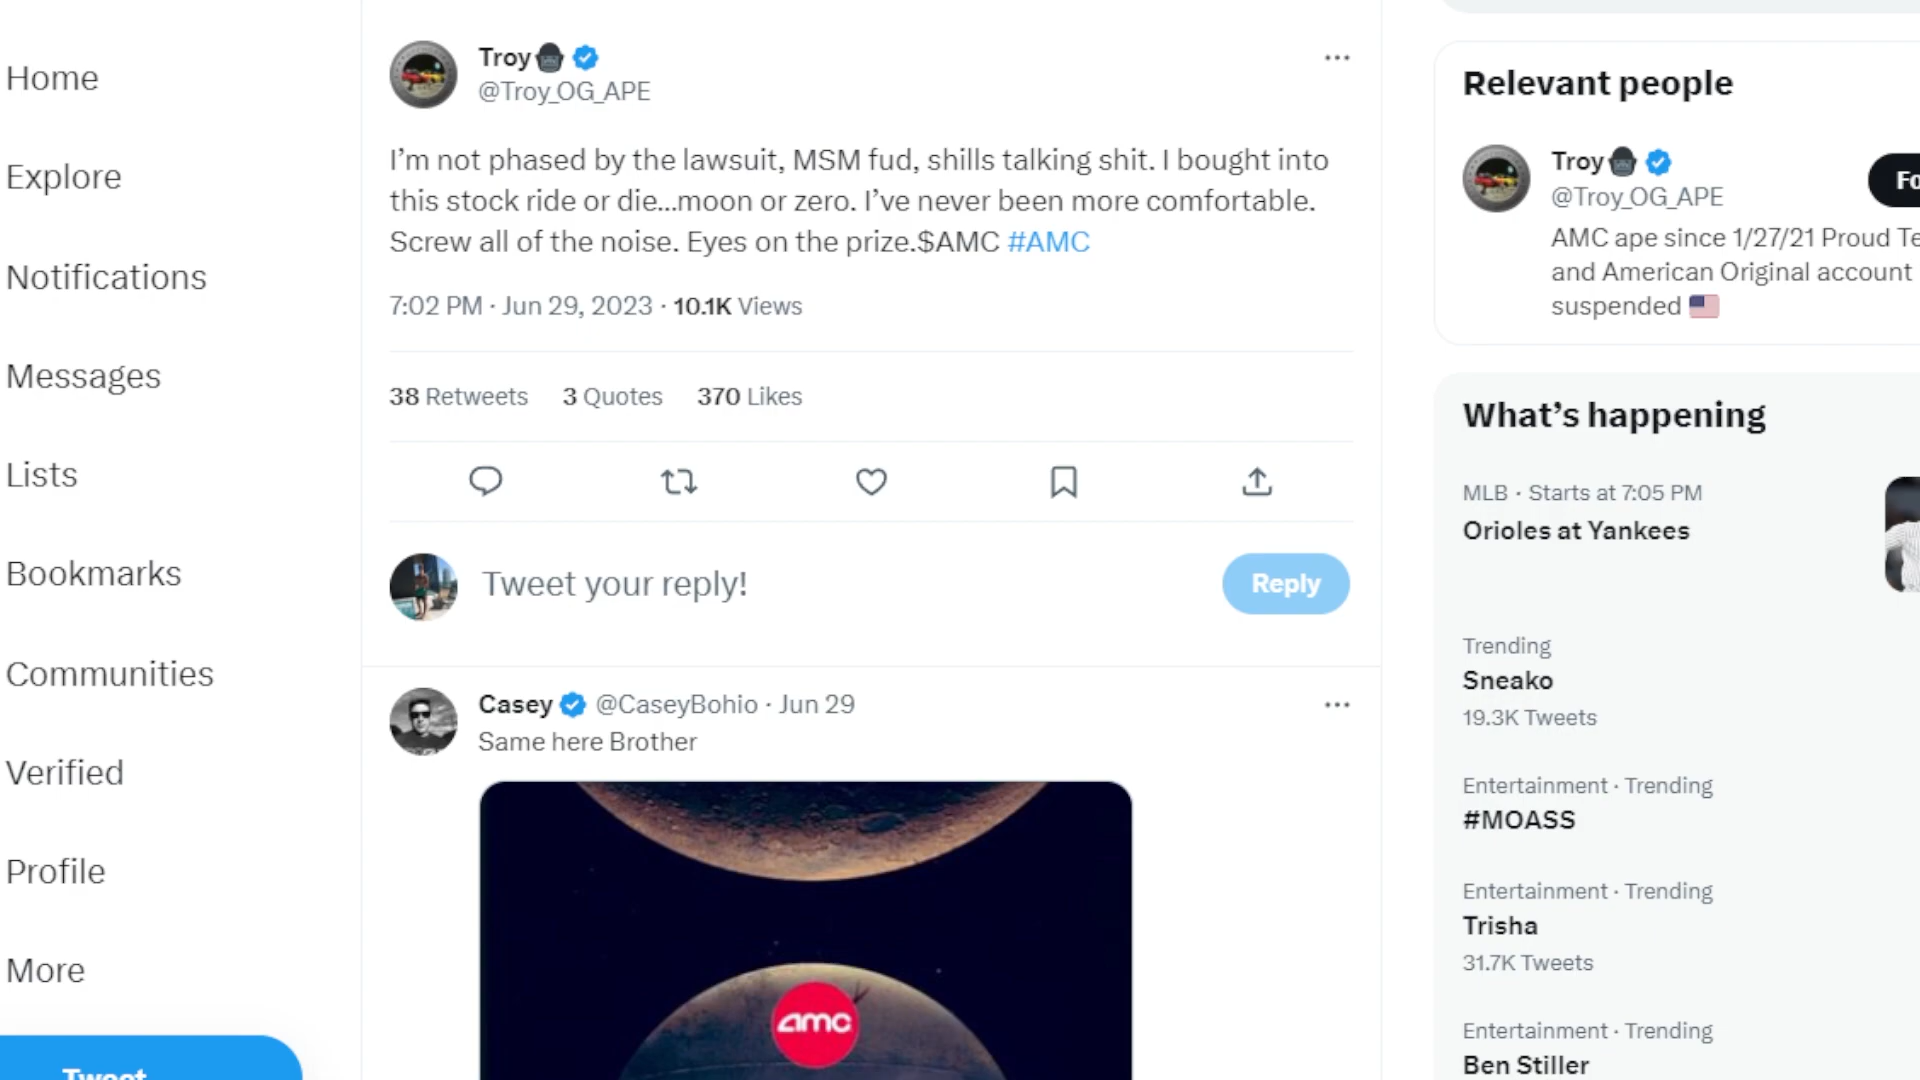 Home
Explore
Notifications
Messages
Lists
Bookmarks
Communities
Verified
Profile
More
Tweet
Troy
@Troy_OG_APE
I’m not phased by the lawsuit, MSM fud, shills talking shit. I bought into
this stock ride or die...moon or zero. I’ve never been more comfortable.
Screw all of the noise. Eyes on the prize.$AMC #AMC
7:02 PM · Jun 29, 2023 · 10.1K Views
38 Retweets 3 Quotes 370 Likes
Tweet your reply!
Reply
Casey @CaseyBohio · Jun 29
Same here Brother
amc
Relevant people
Troy
@Troy_OG_APE
Fo
AMC ape since 1/27/21 Proud Te
and American Original account
suspended
What’s happening
MLB · Starts at 7:05 PM
Orioles at Yankees
Trending
Sneako
19.3K Tweets
Entertainment · Trending
#MOASS
Entertainment · Trending
Trisha
31.7K Tweets
Entertainment · Trending
Ben Stiller